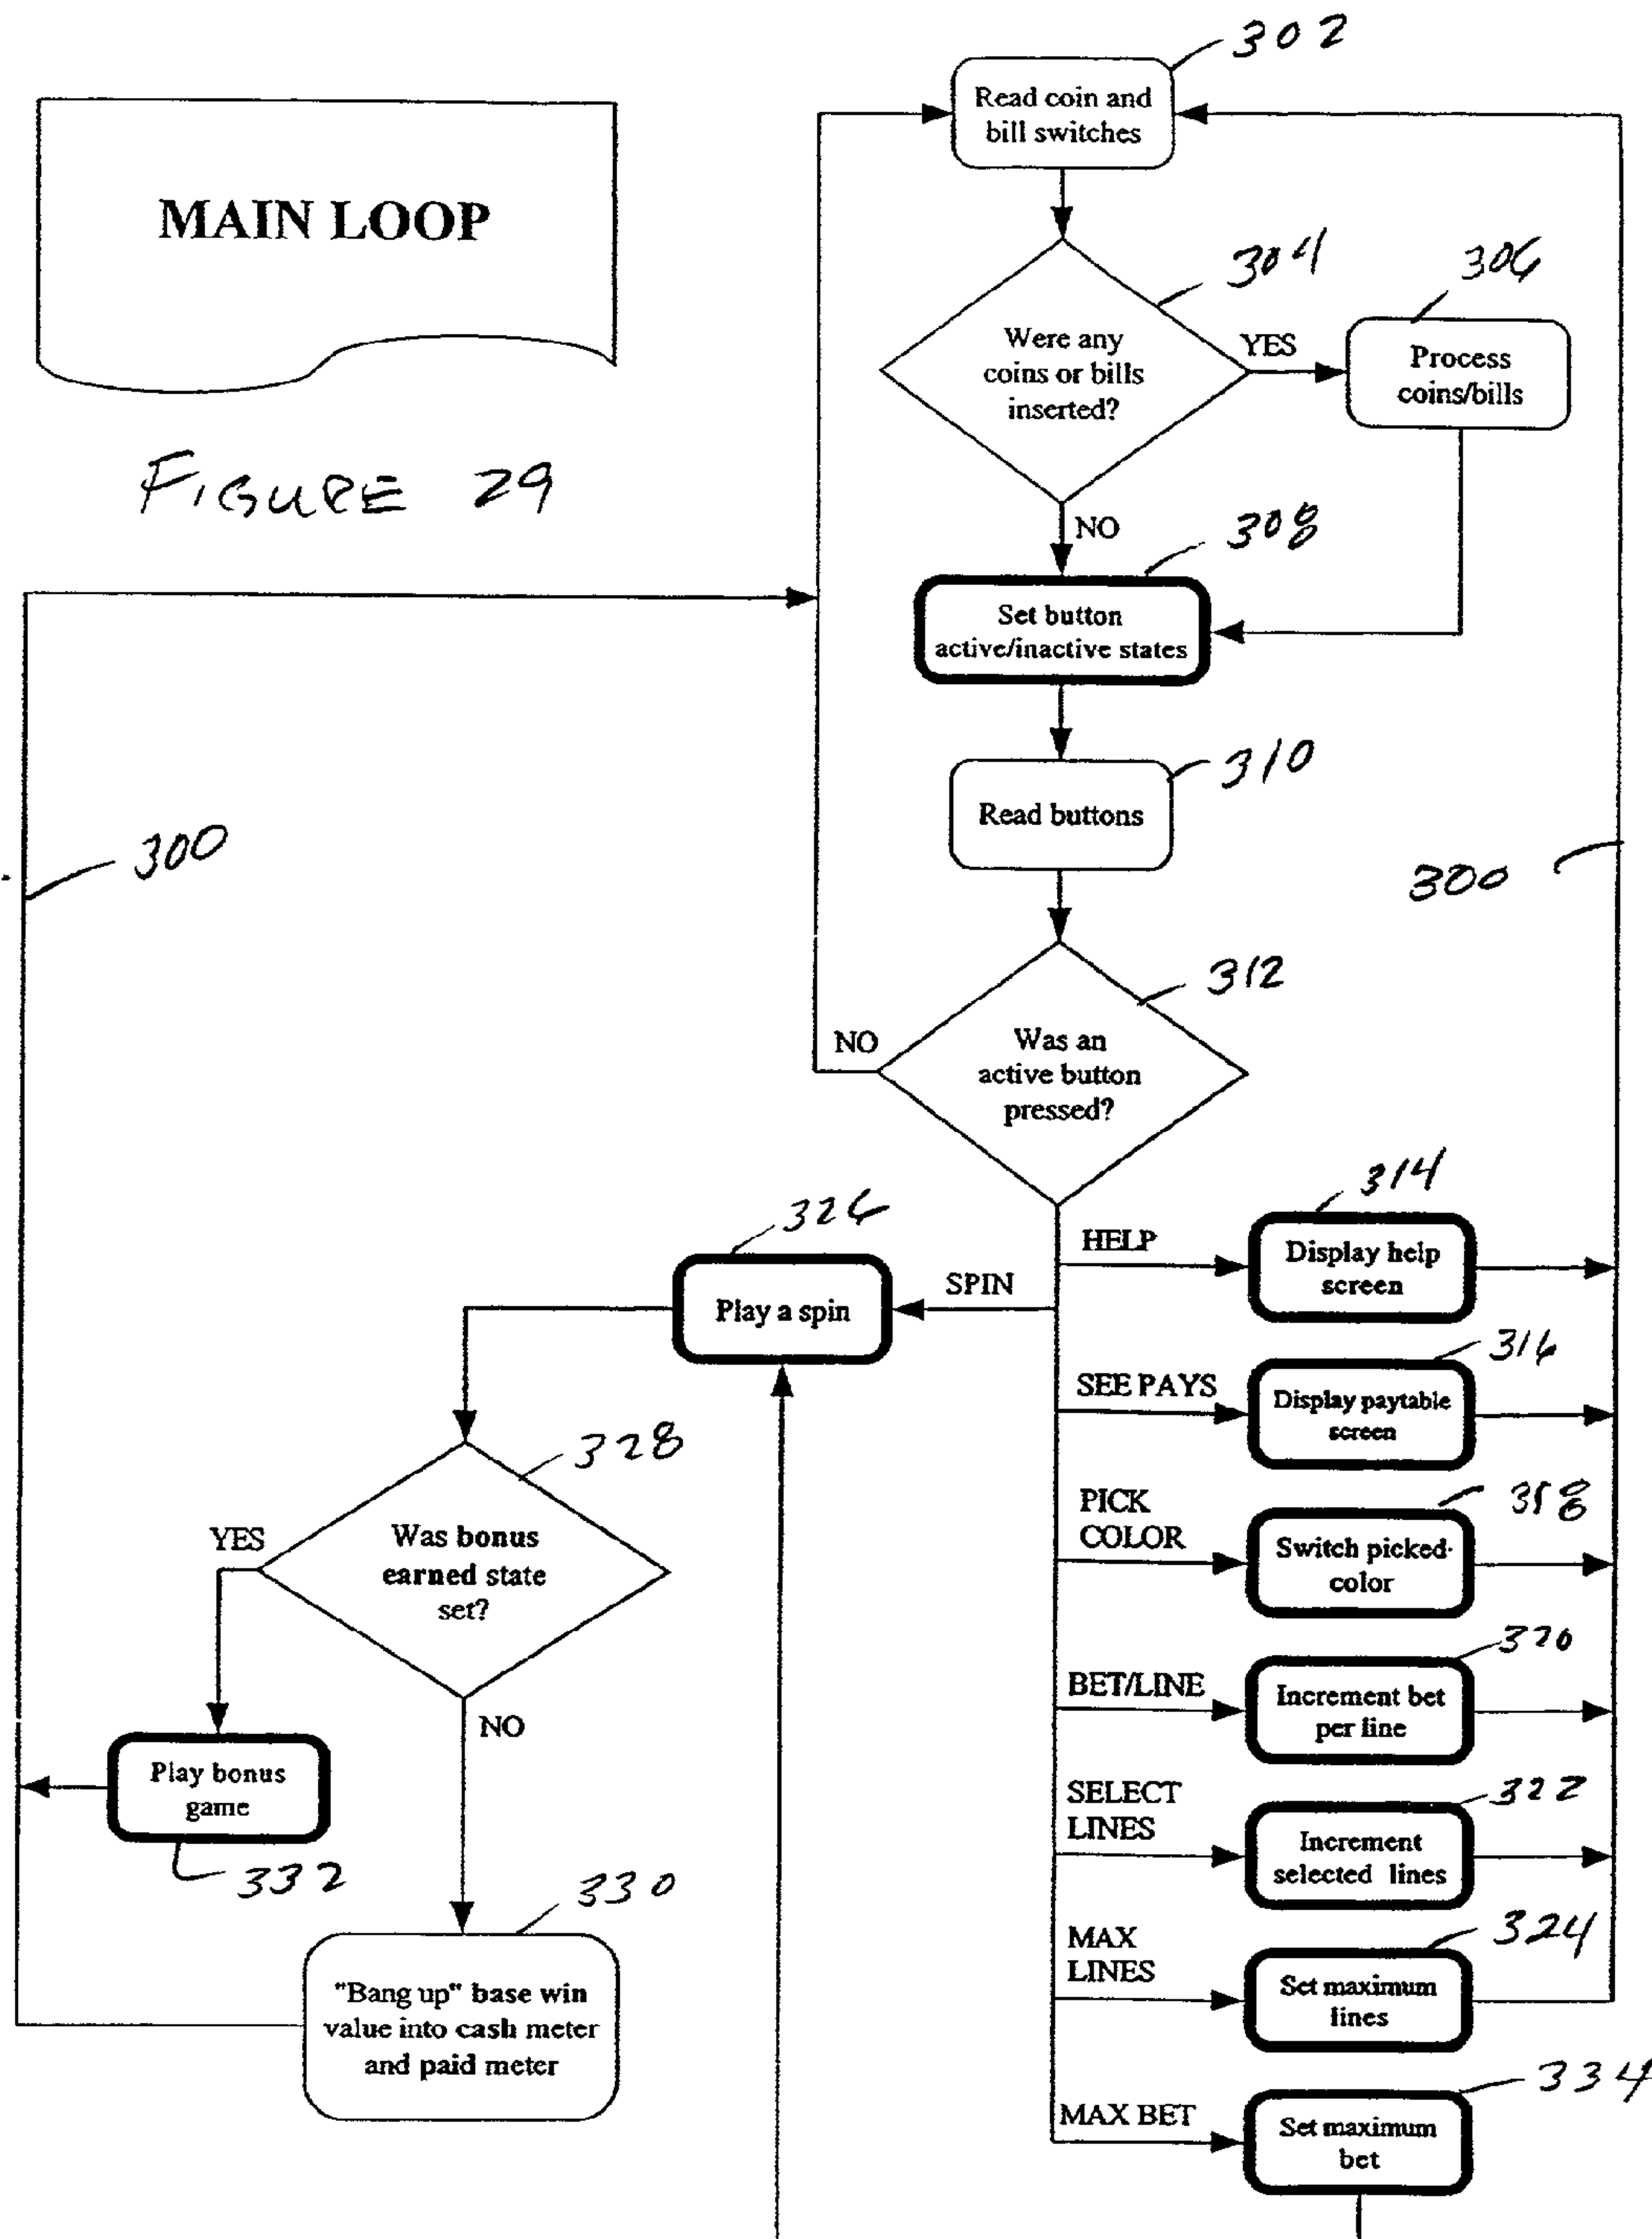 302
Read coin and
bill switches
MAIN LOOP
304
306
Were any
coins or bills
inserted?
YES
Process
coins/bills
FIGURE 29
NO
308
Set button
active/inactive states
310
Read buttons
300
300
312
Was an
active button
pressed?
NO
314
326
HELP
Display help
screen
SPIN
Play a spin
316
SEE PAYS
Display paytable
screen
328
318
PICK
COLOR
Switch picked-
color
YES
Was bonus
earned state
set?
320
BET/LINE
Increment bet
per line
NO
Play bonus
game
332
322
SELECT
LINES
Increment
selected lines
330
324
MAX
LINES
Set maximum
lines
"Bang up" base win
value into cash meter
and paid meter
334
MAX BET
Set maximum
bet